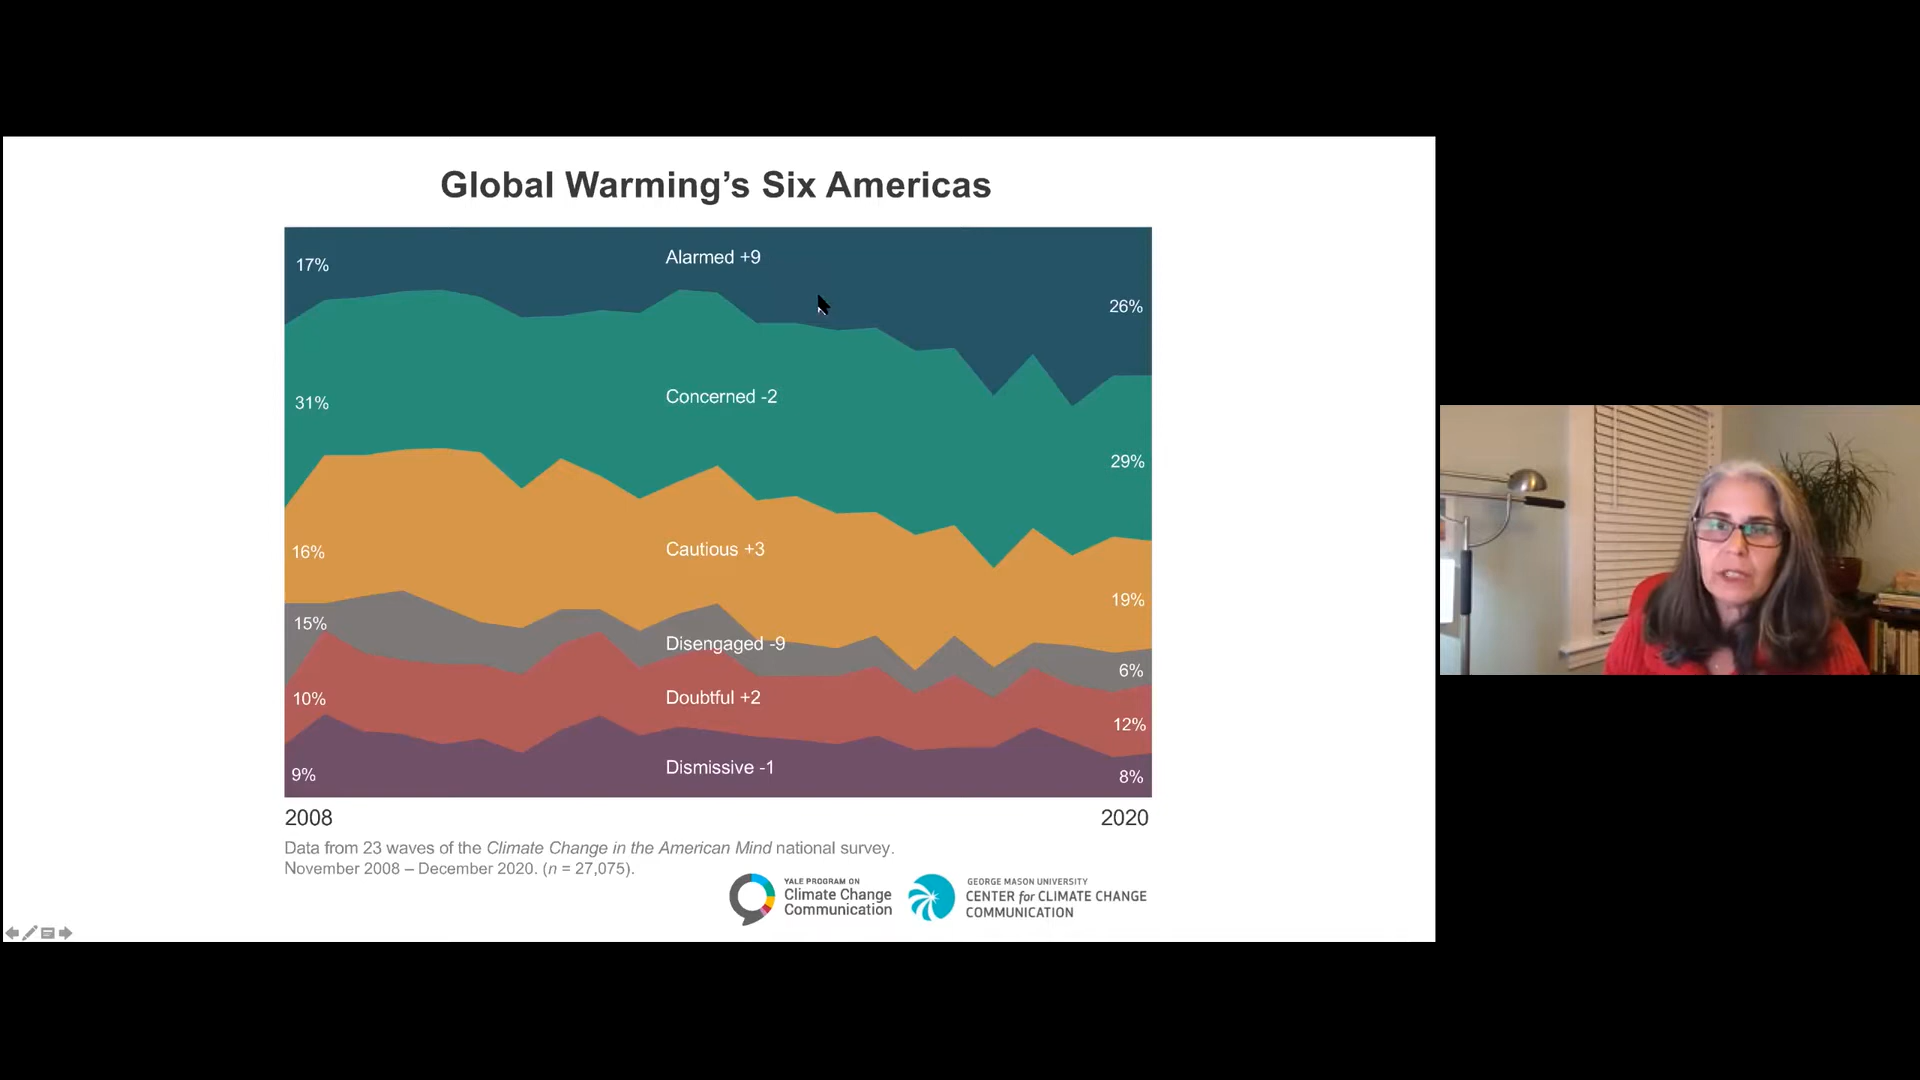 Global Warming’s Six Americas
17%
Alarmed +9
26%
31%
Concerned -2
29%
16%
Cautious +3
19%
15%
Disengaged -9
6%
10%
Doubtful +2
12%
9%
Dismissive -1
8%
2008
2020
Data from 23 waves of the Climate Change in the American Mind national survey.
November 2008 – December 2020. (n = 27,075).
YALE PROGRAM ON
Climate Change
Communication
GEORGE MASON UNIVERSITY
CENTER for CLIMATE CHANGE
COMMUNICATION